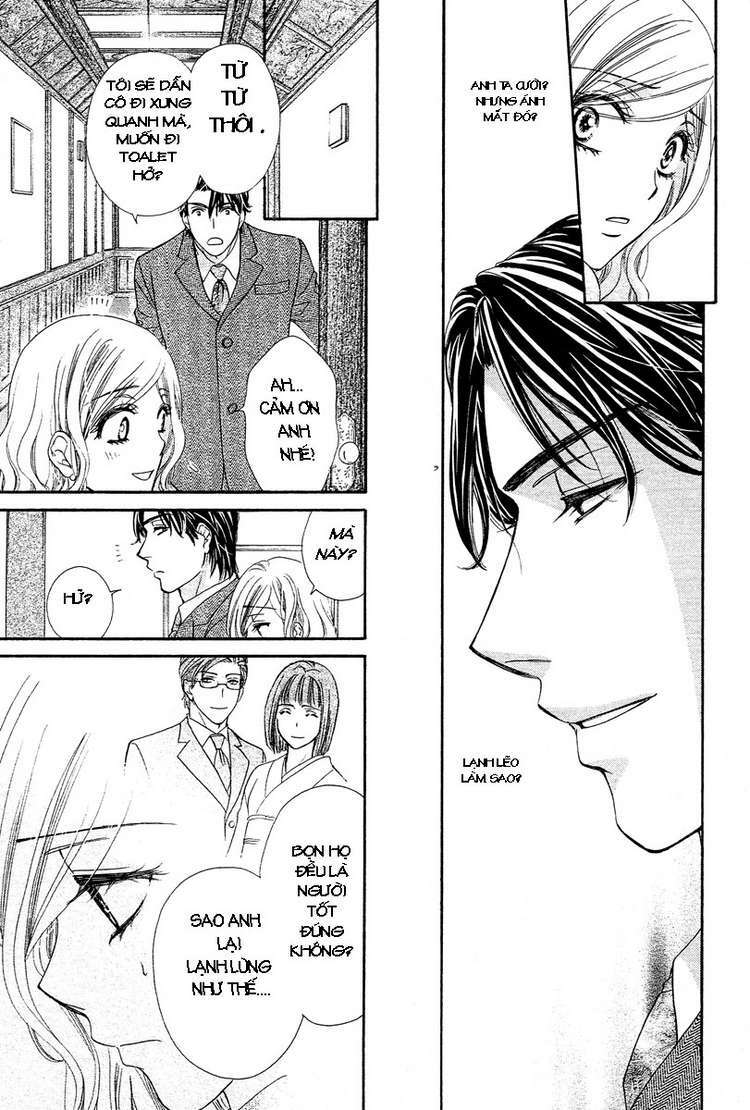 ANH TA CƯỜI?
NHƯNG ÁNH
MẮT ĐÓ?
LẠNH LẼO
LÀM SAO?
TỪ
TỪ
THÔI.
TÔI SẼ DẪN
CÔ ĐI XUNG
QUANH MÀ,
MUỐN ĐI
TOALET
HỞ?
AH...
CẢM ƠN
ANH
NHÉ!
MÀ
NÀY?
HỬ?
BỌN HỌ
ĐỀU LÀ
NGƯỜI
TỐT
ĐÚNG
KHÔNG?
SAO ANH
LẠI
LẠNH LÙNG
NHƯ THẾ....